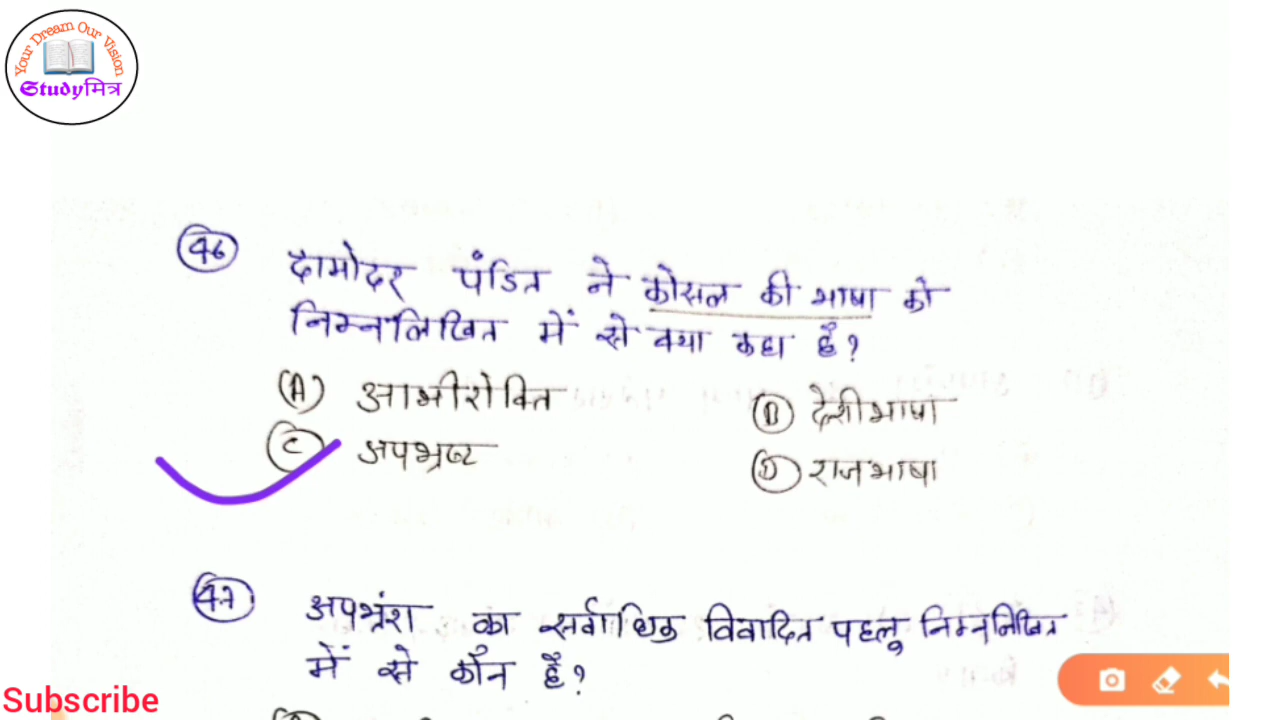 Your Dream Our Vision
Studyमित्र
46 दामोदर पंडित ने कोसल की भाषा को
निम्नलिखित में से क्या कहा है?
(A) आभीरोक्ति
(B) देशीभाषा
(C) अपभ्रष्ट
(D) राजभाषा
47 अपभ्रंश का सर्वाधिक विवादित पहलू निम्नलिखित
में से कौन है?
Subscribe